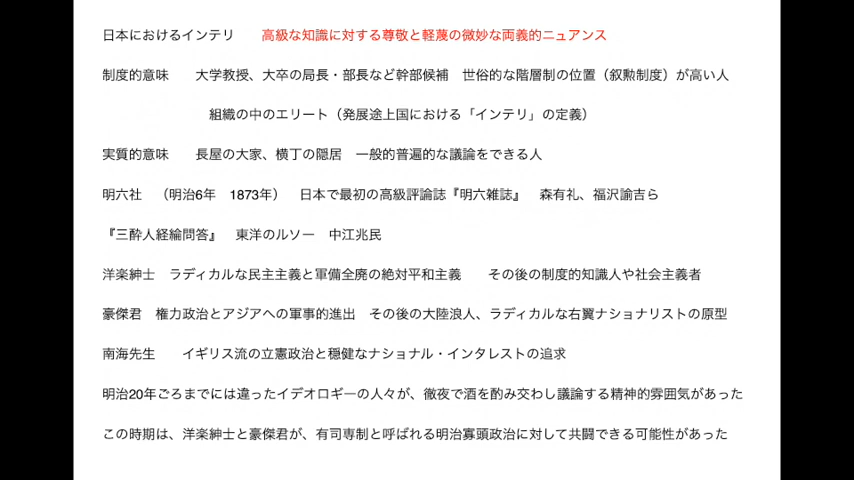 日本におけるインテリ　　高級な知識に対する尊敬と軽蔑の微妙な両義的ニュアンス
制度的意味　　大学教授、大卒の局長・部長など幹部候補　世俗的な階層制の位置（叙勲制度）が高い人
組織の中のエリート（発展途上国における「インテリ」の定義）
実質的意味　　長屋の大家、横丁の隠居　一般的普遍的な議論をできる人
明六社　（明治6年　1873年）　日本で最初の高級評論誌『明六雑誌』　森有礼、福沢諭吉ら
『三酔人経綸問答』　東洋のルソー　中江兆民
洋楽紳士　ラディカルな民主主義と軍備全廃の絶対平和主義　　その後の制度的知識人や社会主義者
豪傑君　権力政治とアジアへの軍事的進出　その後の大陸浪人、ラディカルな右翼ナショナリストの原型
南海先生　　イギリス流の立憲政治と穏健なナショナル・インタレストの追求
明治20年ごろまでには違ったイデオロギーの人々が、徹夜で酒を酌み交わし議論する精神的雰囲気があった
この時期は、洋楽紳士と豪傑君が、有司専制と呼ばれる明治寡頭政治に対して共闘できる可能性があった